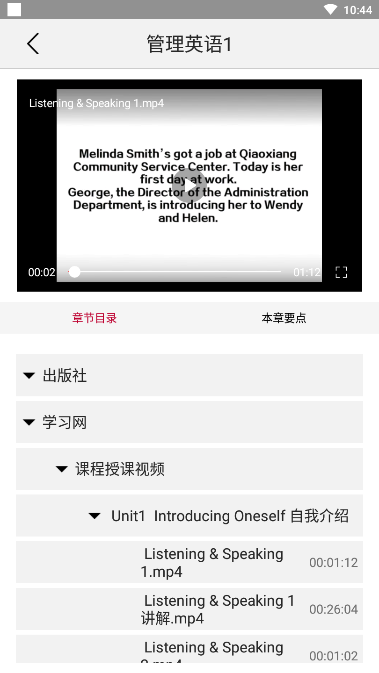 10:44
管理英语1
Listening & Speaking 1.mp4
Melinda Smith's got a job at Qiaoxiang
Community Service Center. Today is her
first day at work.
George, the Director of the Administration
Department, is introducing her to Wendy
and Helen.
00:02
01:12
章节目录
本章要点
出版社
学习网
课程授课视频
Unit1  Introducing Oneself 自我介绍
Listening & Speaking
1.mp4
00:01:12
Listening & Speaking 1
讲解.mp4
00:26:04
Listening & Speaking
2.mp4
00:01:02